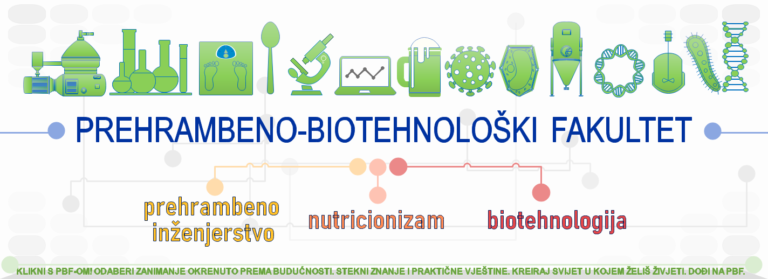 PREHRAMBENO-BIOTEHNOLOŠKI FAKULTET
prehrambeno
inženjerstvo
nutricionizam
biotehnologija
KLIKNI S PBF-OM! ODABERI ZANIMANJE OKRENUTO PREMA BUDUĆNOSTI. STEKNI ZNANJE I PRAKTIČNE VJEŠTINE. KREIRAJ SVIJET U KOJEM ŽELIŠ ŽIVJETI. DOĐI NA PBF.